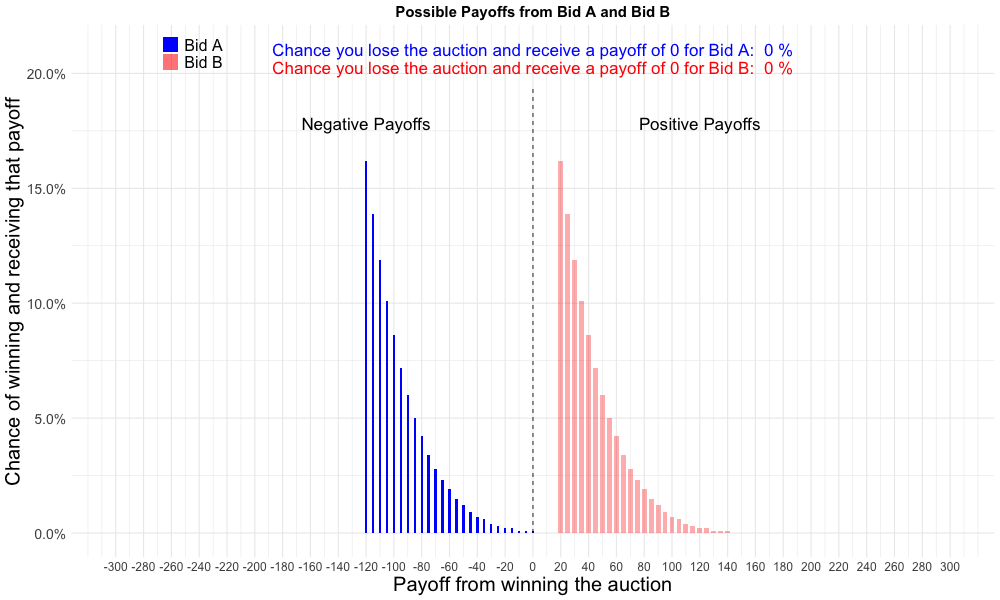 Possible Payoffs from Bid A and Bid B
Bid A
Bid B
Chance you lose the auction and receive a payoff of 0 for Bid A:  0 %
Chance you lose the auction and receive a payoff of 0 for Bid B:  0 %
Negative Payoffs
Positive Payoffs
Chance of winning and receiving that payoff
20.0%
15.0%
10.0%
5.0%
0.0%
-300 -280 -260 -240 -220 -200 -180 -160 -140 -120 -100 -80 -60 -40 -20 0 20 40 60 80 100 120 140 160 180 200 220 240 260 280 300
Payoff from winning the auction